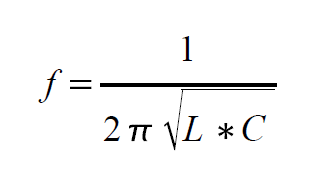 f = 1 / (2 π √(L * C))